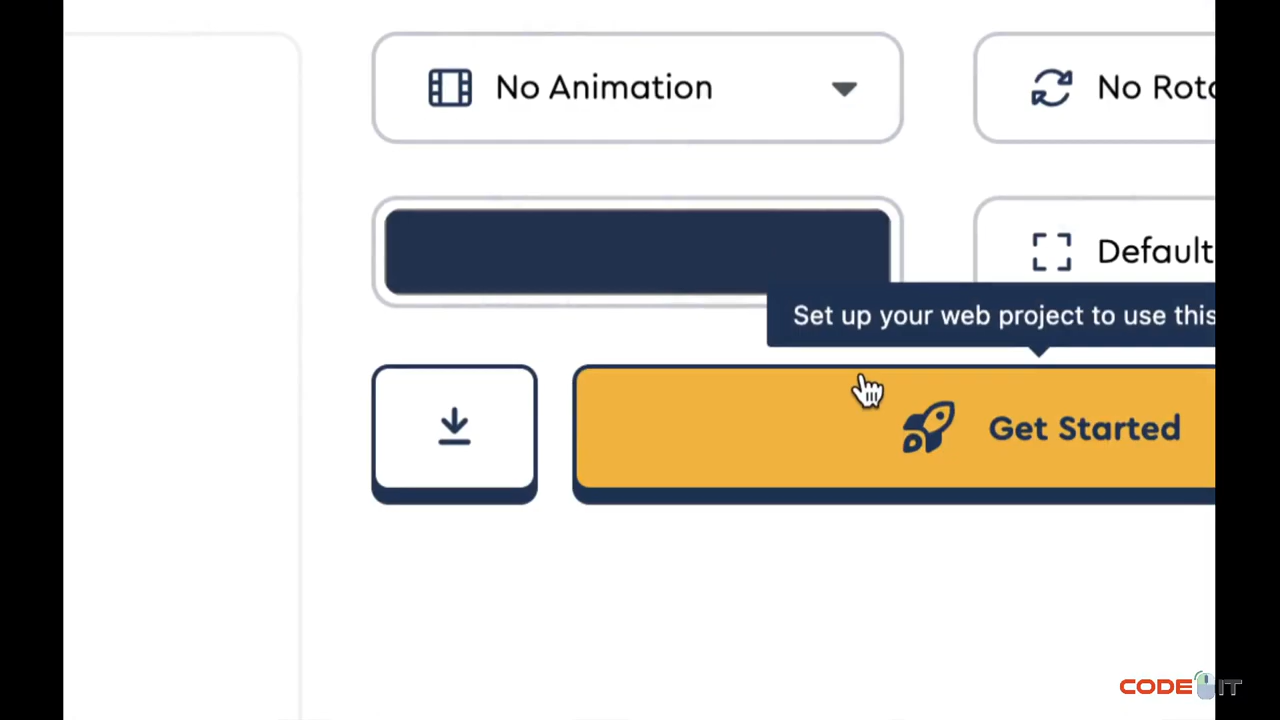 No Animation
No Rot
Default
Set up your web project to use this
Get Started
CODE IT